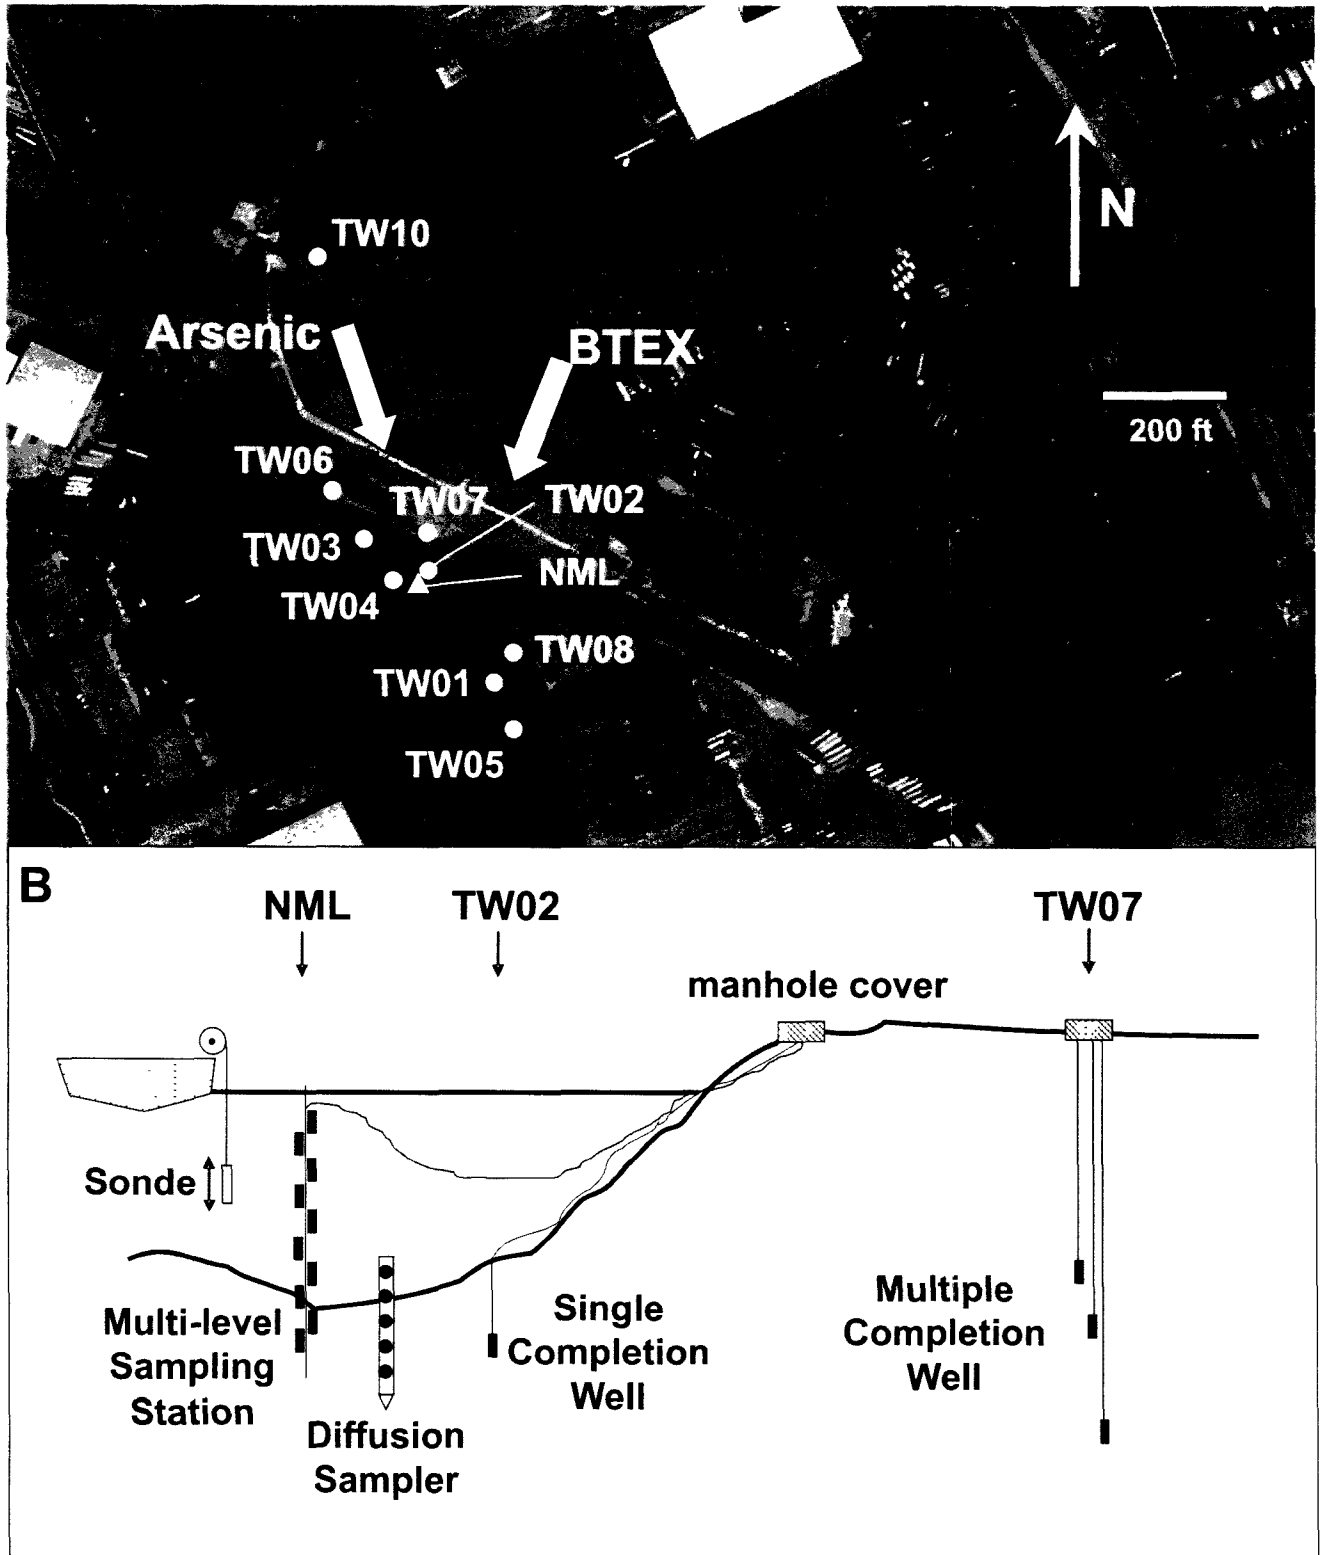 TW10
N
Arsenic
BTEX
200 ft
TW06
TW07
TW02
TW03
NML
TW04
TW08
TW01
TW05
B
NML
TW02
TW07
manhole cover
Sonde
Multi-level
Sampling
Station
Single
Completion
Well
Multiple
Completion
Well
Diffusion
Sampler